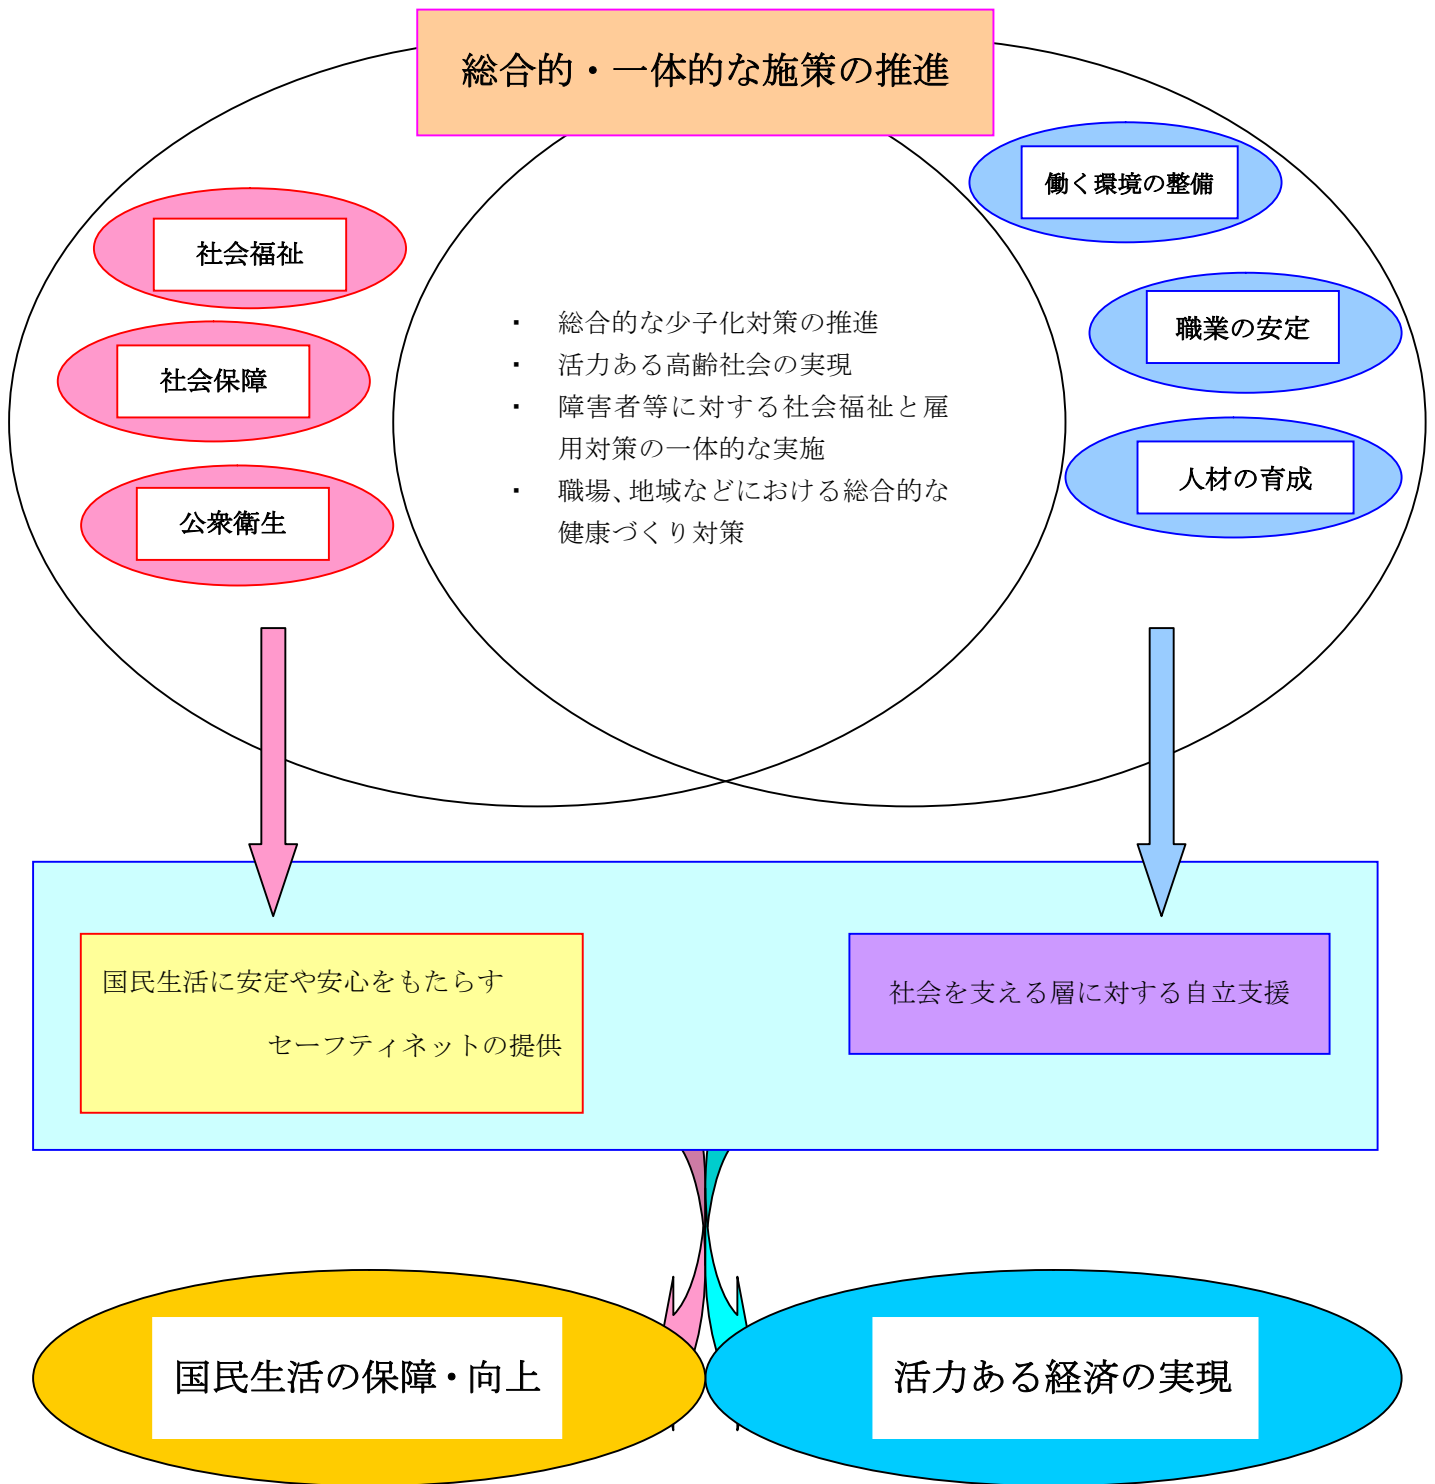 総合的・一体的な施策の推進
社会福祉
社会保障
公衆衛生
・ 総合的な少子化対策の推進
・ 活力ある高齢社会の実現
・ 障害者等に対する社会福祉と雇
用対策の一体的な実施
・ 職場、地域などにおける総合的な
健康づくり対策
働く環境の整備
職業の安定
人材の育成
国民生活に安定や安心をもたらす
セーフティネットの提供
社会を支える層に対する自立支援
国民生活の保障・向上
活力ある経済の実現